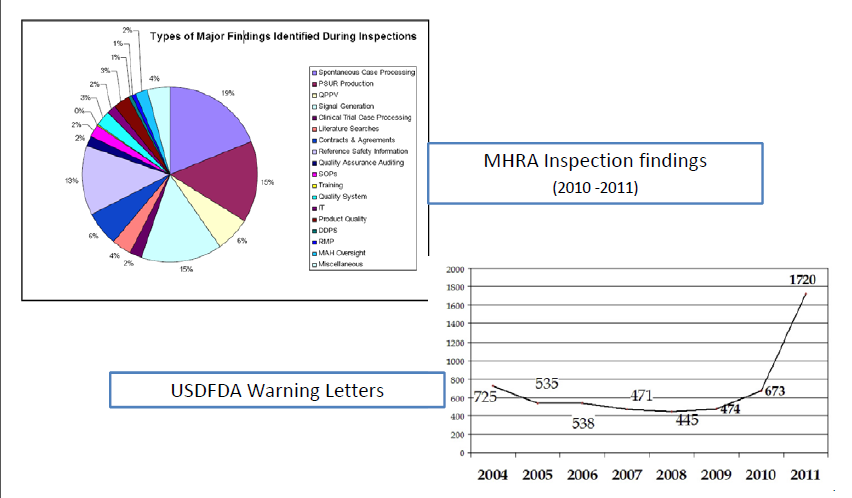 Types of Major Findings Identified During Inspections
2%
1%
1%
3%
2%
3%
0%
2%
2%
13%
6%
4%
2%
15%
6%
15%
19%
4%
Spontaneous Case Processing
PSUR Production
QPPV
Signal Generation
Clinical Trial Case Processing
Literature Searches
Contracts & Agreements
Reference Safety Information
Quality Assurance Auditing
SOPs
Training
Quality System
IT
Product Quality
DDPS
RMP
MAH Oversight
Miscellaneous
MHRA Inspection findings
(2010 -2011)
USDFDA Warning Letters
2000
1800
1600
1400
1200
1000
800
600
400
200
0
725
535
538
471
445
474
673
1720
2004 2005 2006 2007 2008 2009 2010 2011